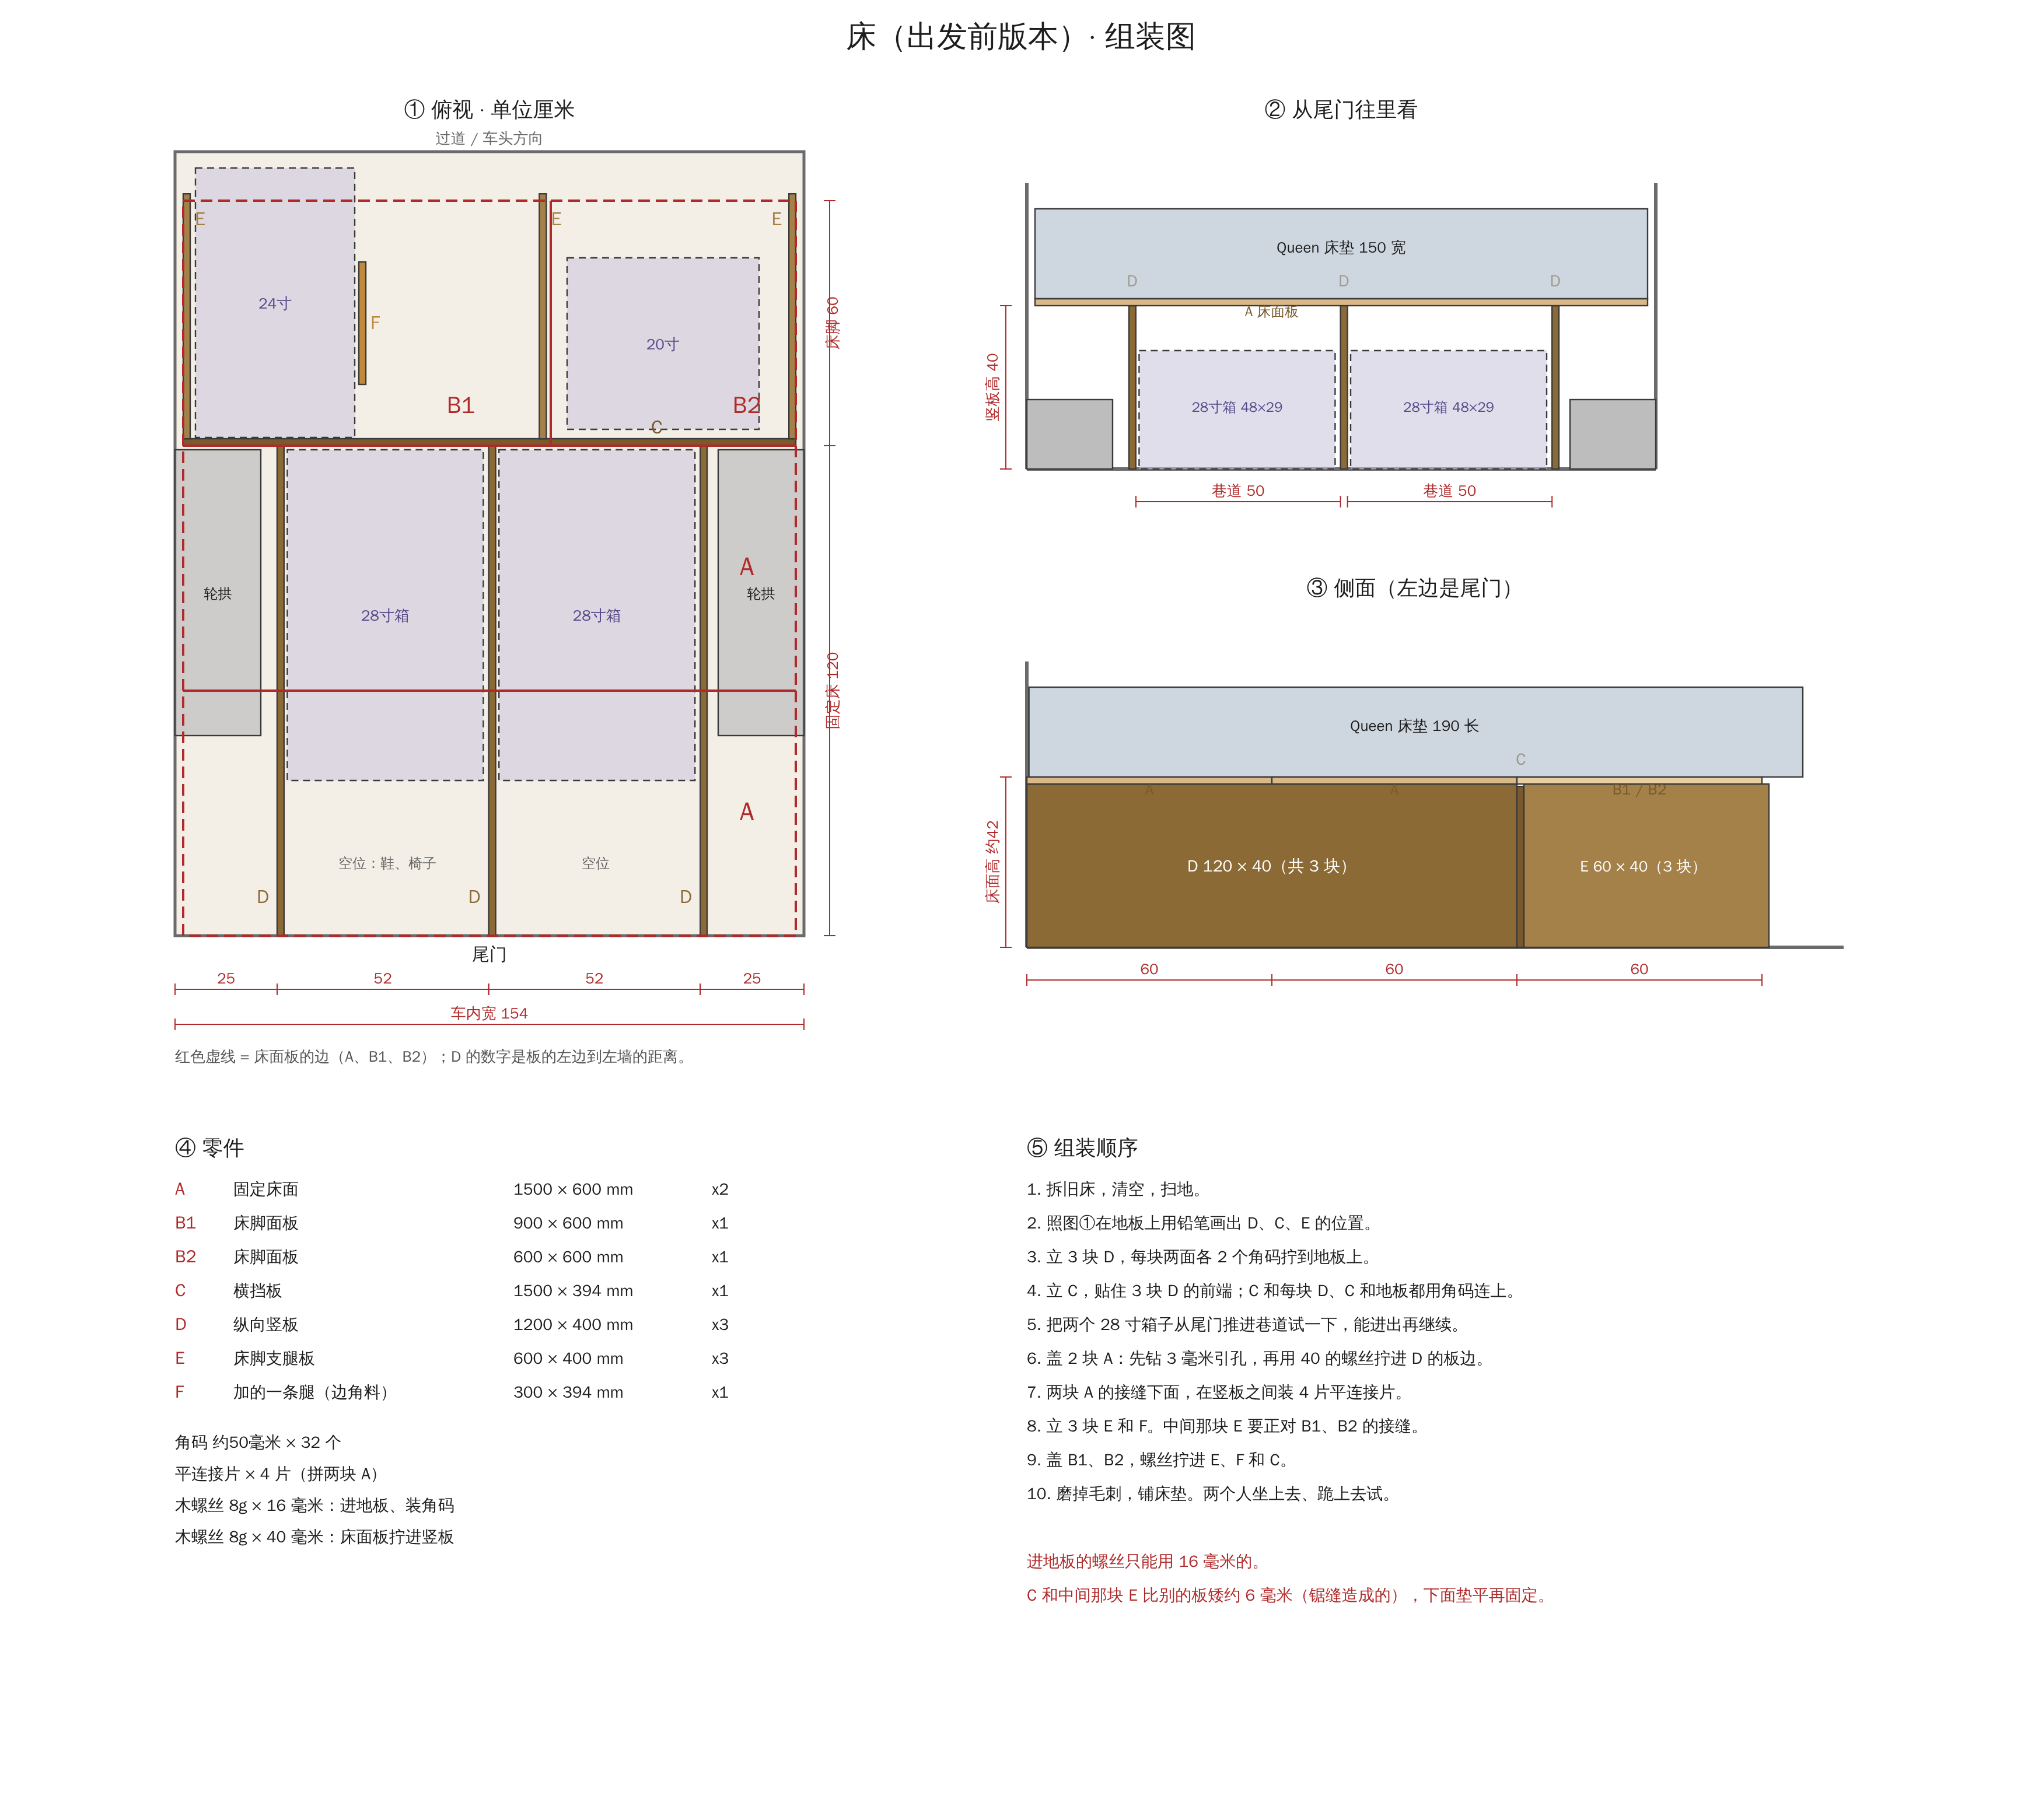 床（出发前版本）· 组装图
① 俯视 · 单位厘米
过道 / 车头方向
E
E
E
24寸
F
20寸
B1
B2
C
床脚 60
轮拱
28寸箱
28寸箱
A
轮拱
固定床 120
A
空位：鞋、椅子
空位
D
D
D
尾门
25
52
52
25
车内宽 154
红色虚线 = 床面板的边（A、B1、B2）；D 的数字是板的左边到左墙的距离。
② 从尾门往里看
Queen 床垫 150 宽
D
D
D
A 床面板
竖板高 40
28寸箱 48×29
28寸箱 48×29
巷道 50
巷道 50
③ 侧面（左边是尾门）
Queen 床垫 190 长
C
A
A
B1 / B2
床面高 约42
D 120 × 40（共 3 块）
E 60 × 40（3 块）
60
60
60
④ 零件
A 固定床面 1500 × 600 mm x2
B1 床脚面板 900 × 600 mm x1
B2 床脚面板 600 × 600 mm x1
C 横挡板 1500 × 394 mm x1
D 纵向竖板 1200 × 400 mm x3
E 床脚支腿板 600 × 400 mm x3
F 加的一条腿（边角料） 300 × 394 mm x1
角码 约50毫米 × 32 个
平连接片 × 4 片（拼两块 A）
木螺丝 8g × 16 毫米：进地板、装角码
木螺丝 8g × 40 毫米：床面板拧进竖板
⑤ 组装顺序
1. 拆旧床，清空，扫地。
2. 照图①在地板上用铅笔画出 D、C、E 的位置。
3. 立 3 块 D，每块两面各 2 个角码拧到地板上。
4. 立 C，贴住 3 块 D 的前端；C 和每块 D、C 和地板都用角码连上。
5. 把两个 28 寸箱子从尾门推进巷道试一下，能进出再继续。
6. 盖 2 块 A：先钻 3 毫米引孔，再用 40 的螺丝拧进 D 的板边。
7. 两块 A 的接缝下面，在竖板之间装 4 片平连接片。
8. 立 3 块 E 和 F。中间那块 E 要正对 B1、B2 的接缝。
9. 盖 B1、B2，螺丝拧进 E、F 和 C。
10. 磨掉毛刺，铺床垫。两个人坐上去、跪上去试。
进地板的螺丝只能用 16 毫米的。
C 和中间那块 E 比别的板矮约 6 毫米（锯缝造成的），下面垫平再固定。